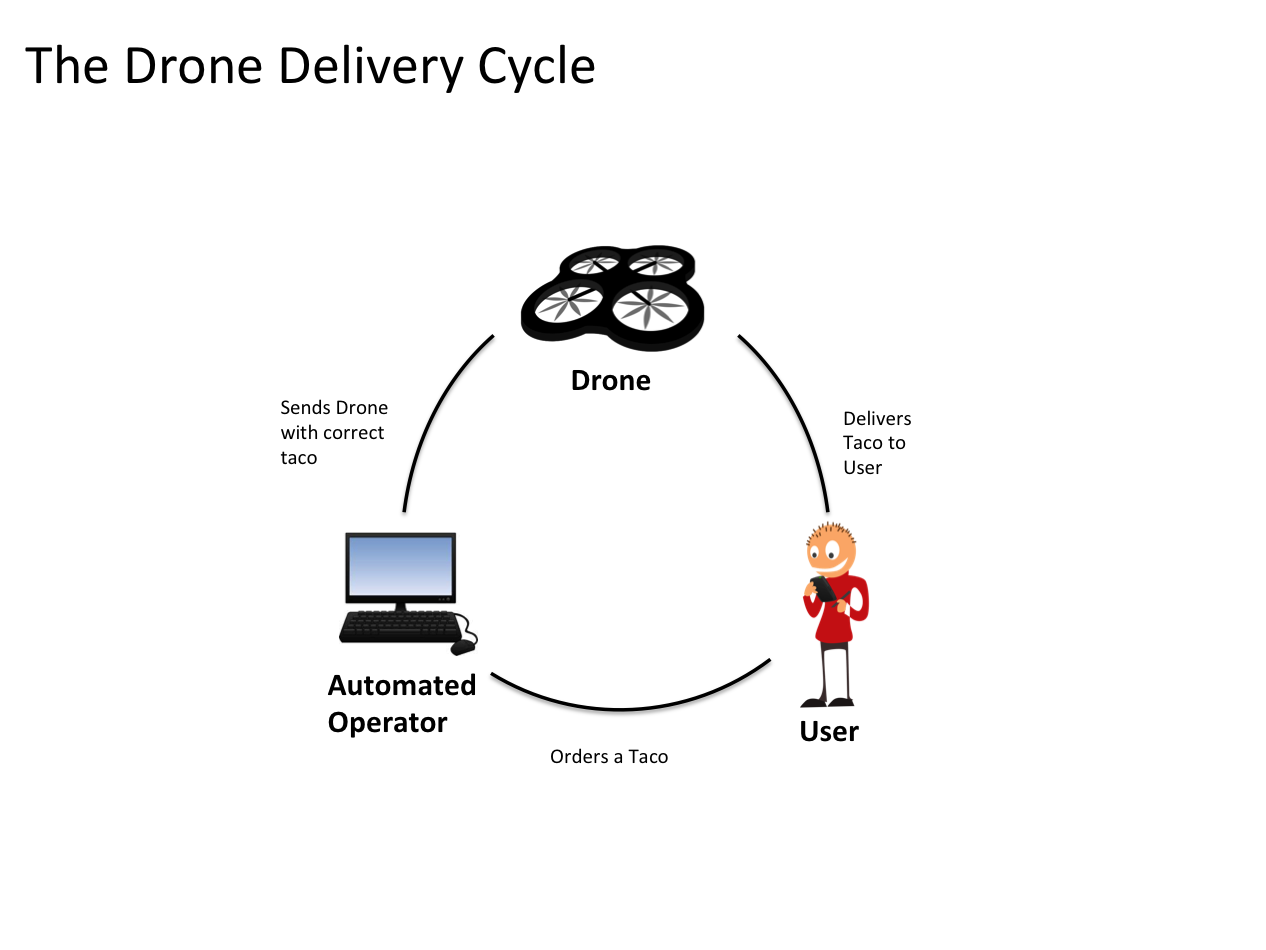 The Drone Delivery Cycle
Drone
Sends Drone
with correct
taco
Delivers
Taco to
User
Automated
Operator
User
Orders a Taco